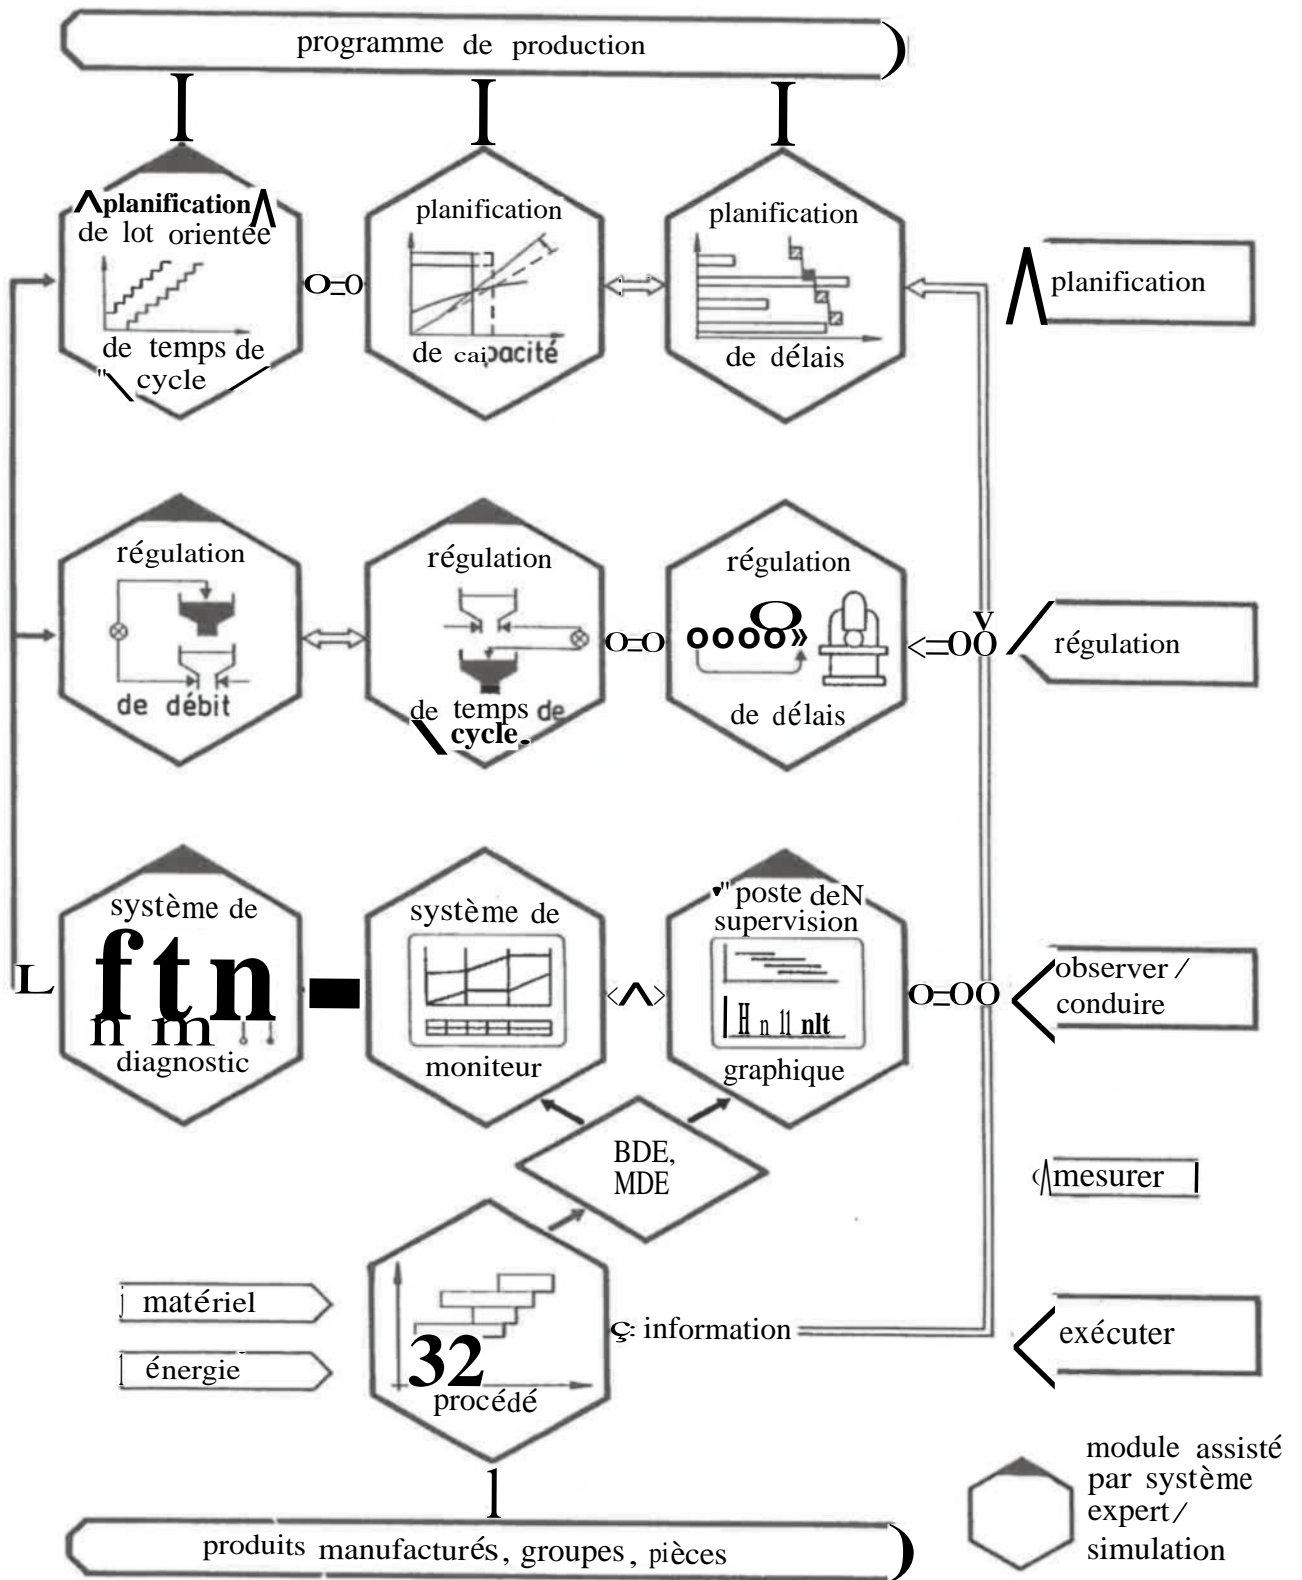 programme de production
planification
de lot orientée
de temps de
cycle
planification
de capacité
planification
de délais
planification
régulation
de débit
régulation
de temps de
cycle
régulation
de délais
régulation
système de
diagnostic
système de
moniteur
poste de
supervision
graphique
observer /
conduire
BDE,
MDE
mesurer
matériel
énergie
procédé
information
exécuter
module assisté
par système
expert/
simulation
produits manufacturés, groupes, pièces